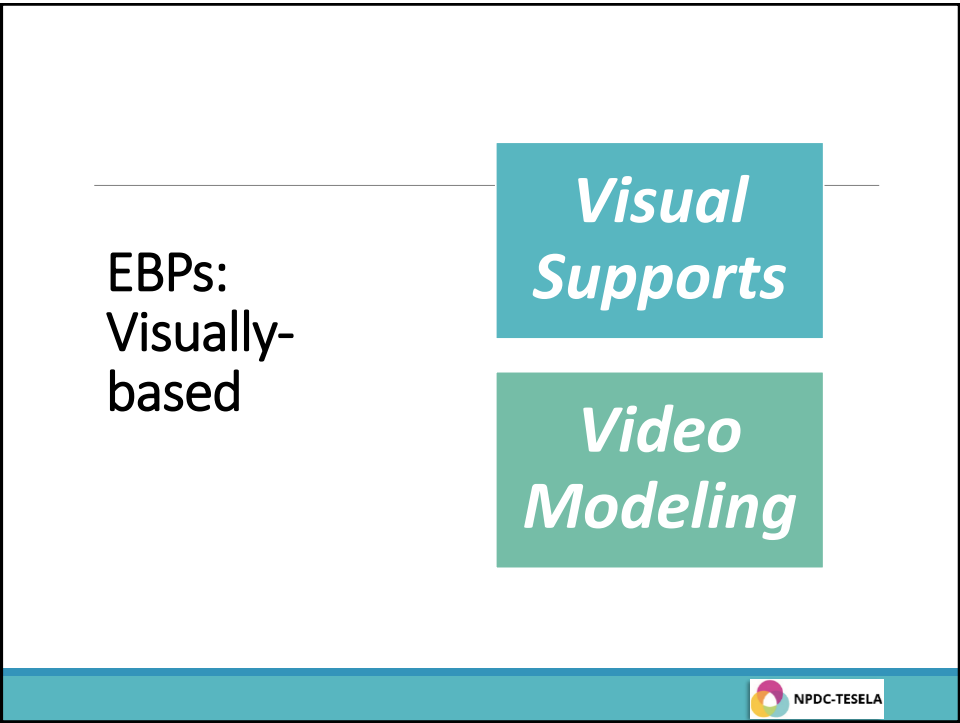 EBPs:
Visually-
based
Visual
Supports
Video
Modeling
NPDC-TESELA